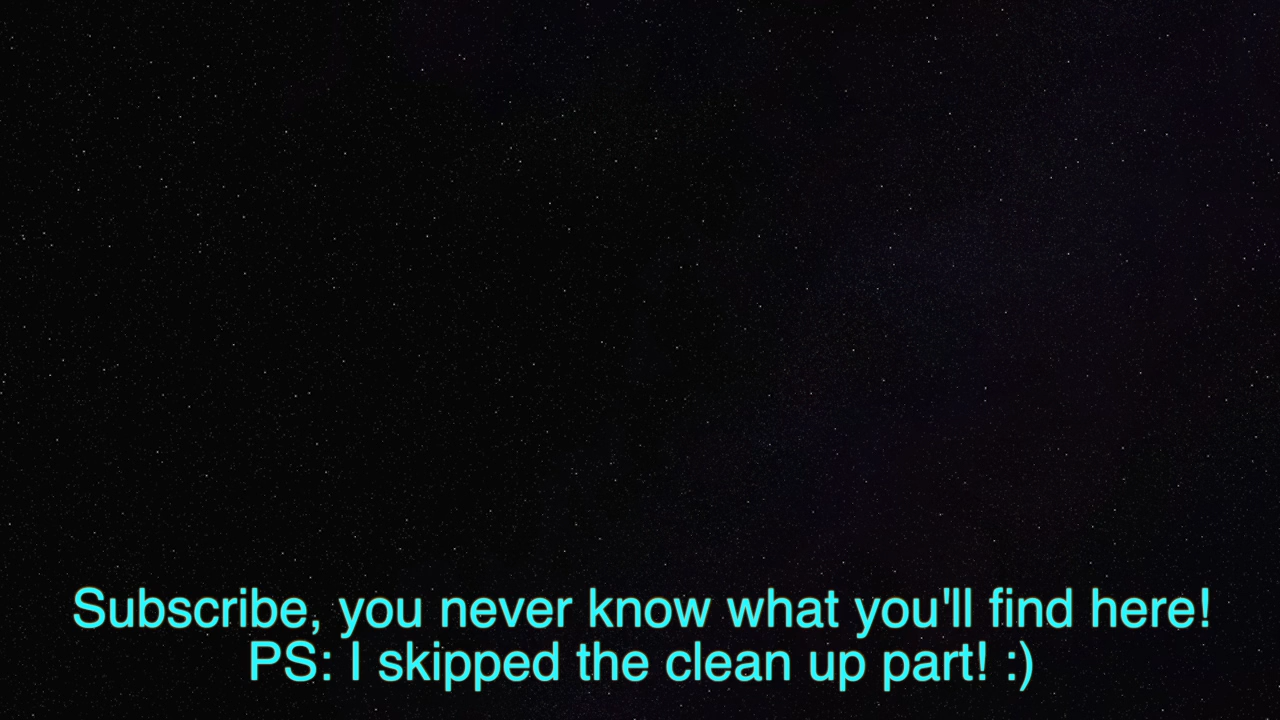 Subscribe, you never know what you'll find here!
PS: I skipped the clean up part! :)